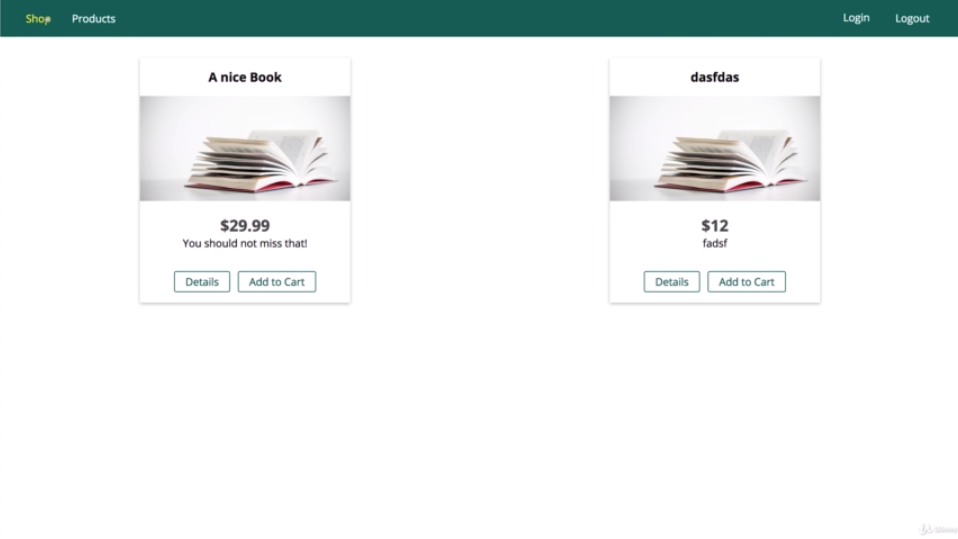 Shop Products Login Logout
A nice Book
$29.99
You should not miss that!
Details Add to Cart
dasfdas
$12
fadsf
Details Add to Cart